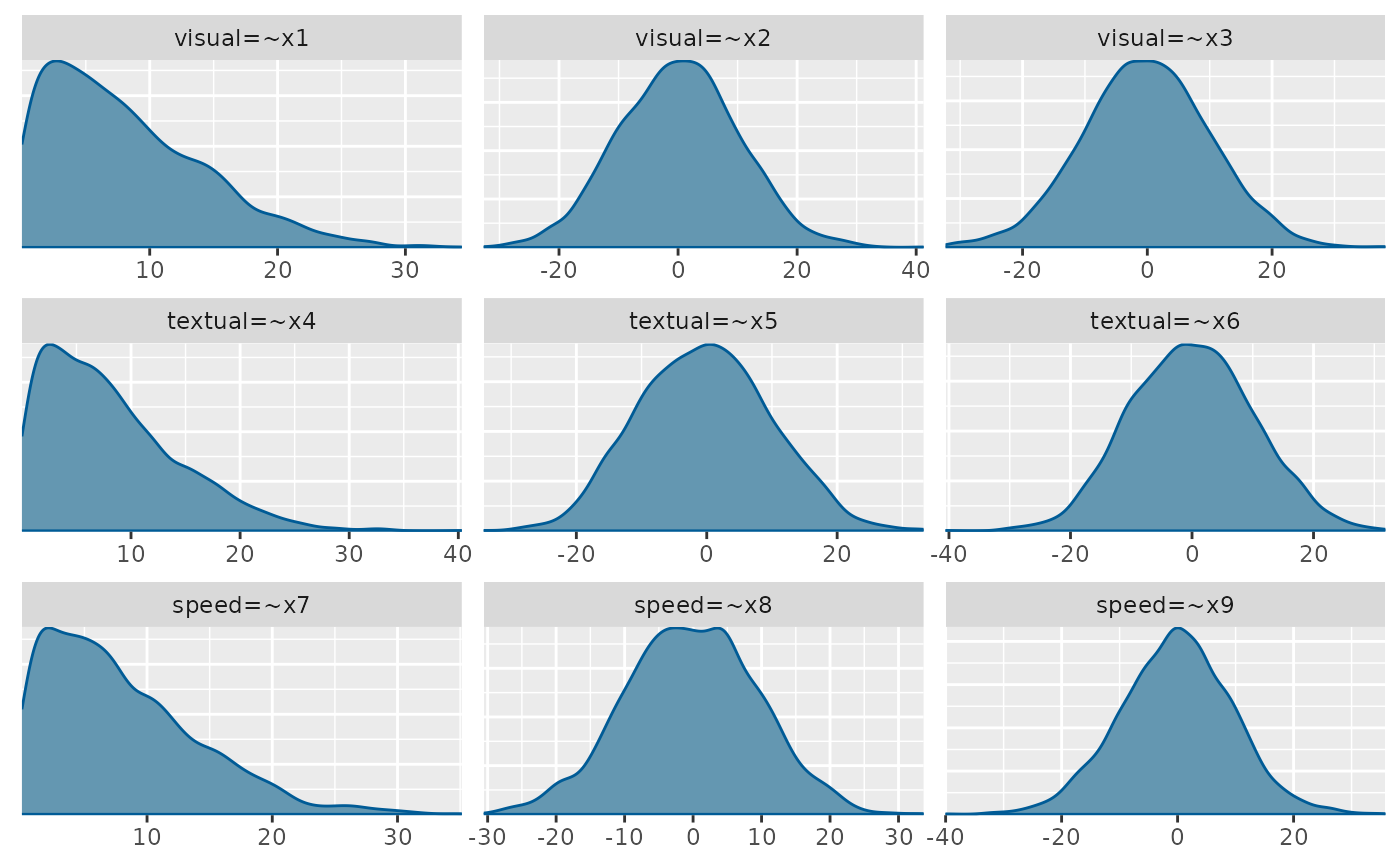 visual=~x1 visual=~x2 visual=~x3
10 20 30 -20 0 20 40 -20 0 20
textual=~x4 textual=~x5 textual=~x6
10 20 30 40 -20 0 20 -40 -20 0 20
speed=~x7 speed=~x8 speed=~x9
10 20 30 -30 -20 -10 0 10 20 30 -40 -20 0 20